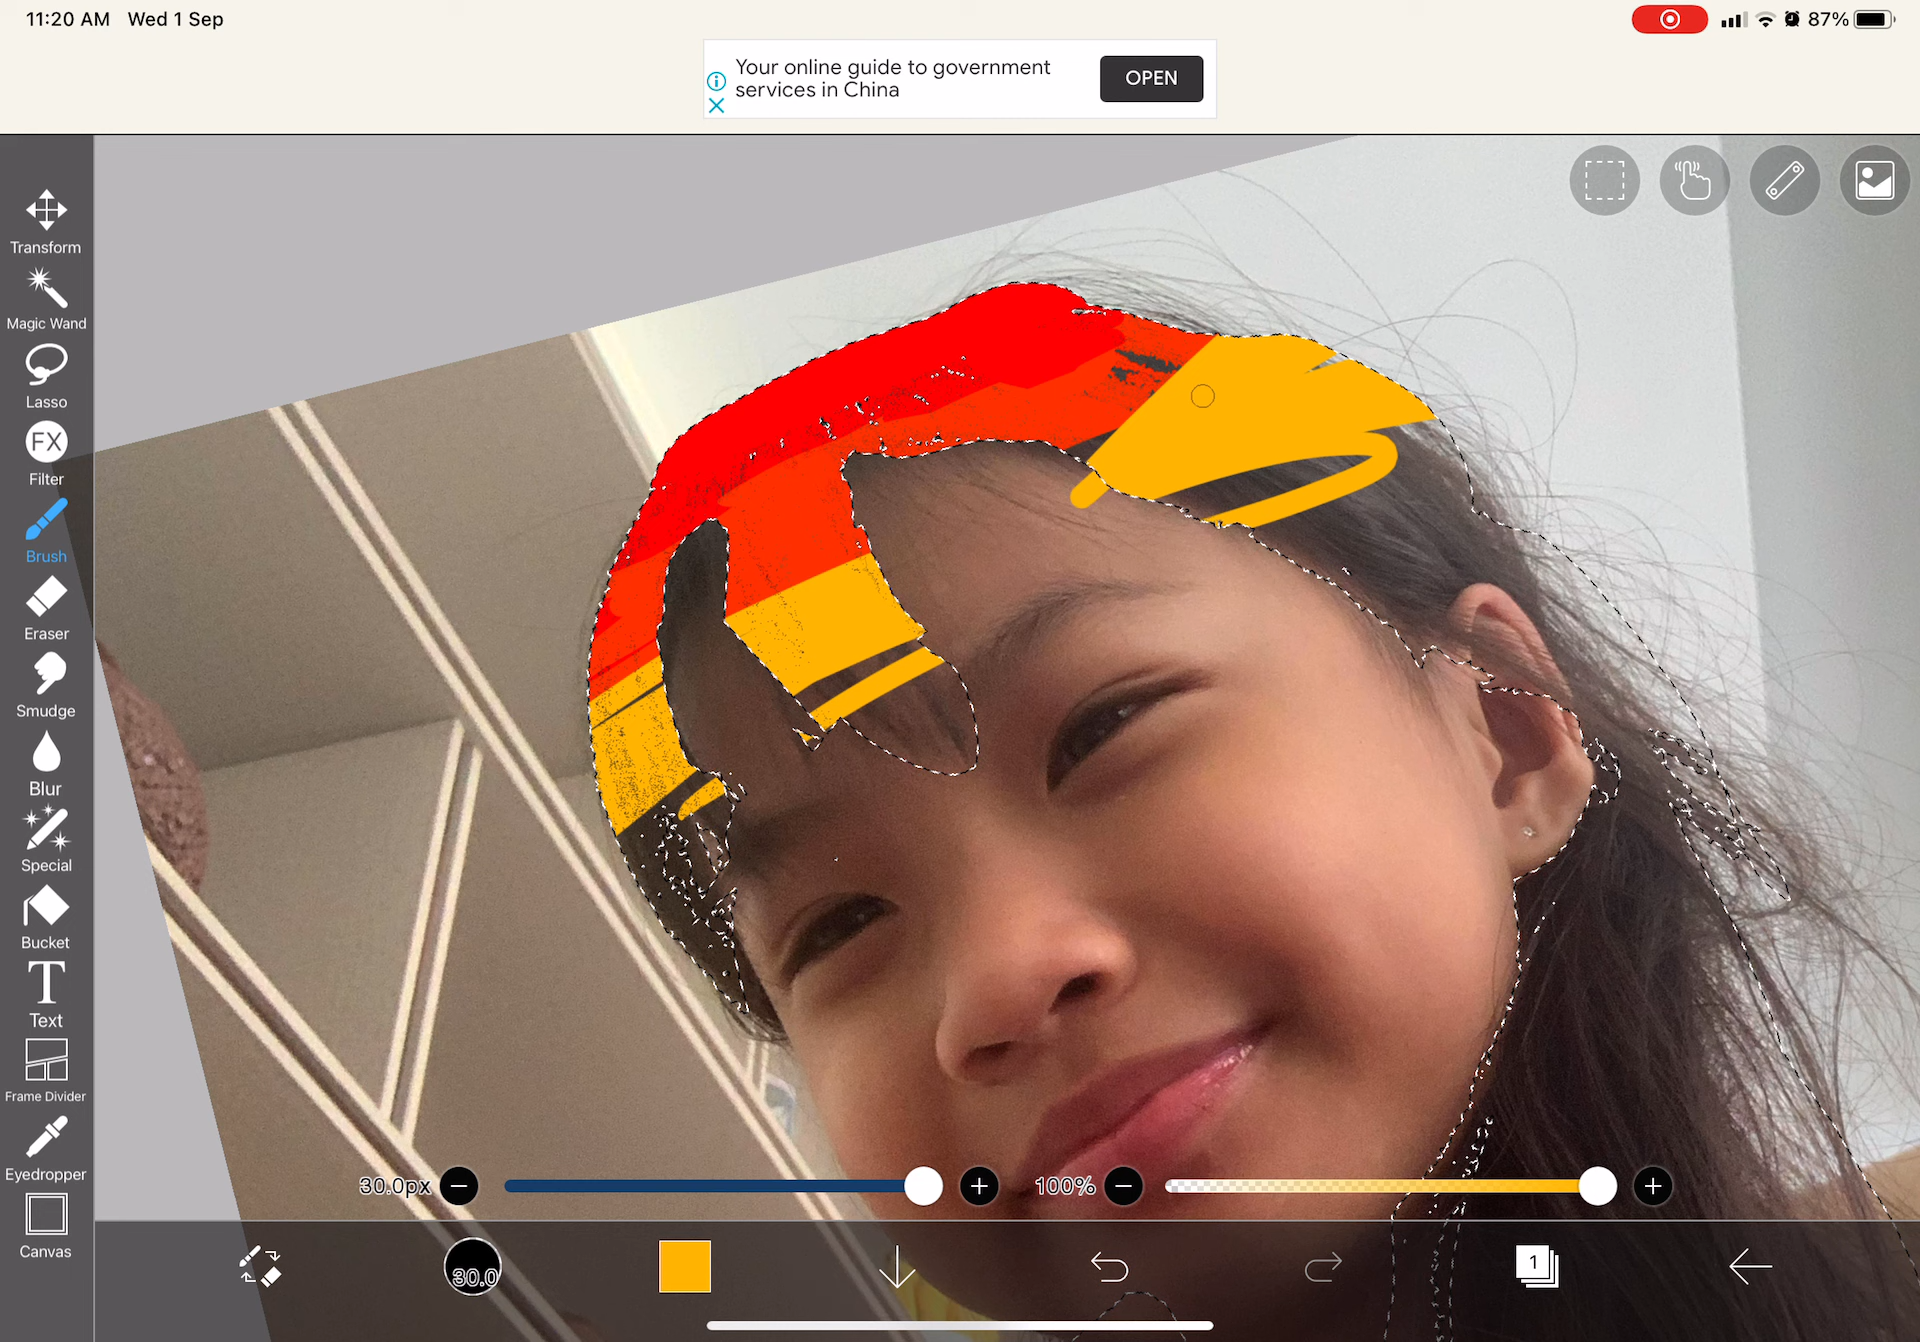 11:20 AM Wed 1 Sep
87%
Your online guide to government
services in China
OPEN
Transform
Magic Wand
Lasso
FX
Filter
Brush
Eraser
Smudge
Blur
Special
Bucket
T
Text
Frame Divider
Eyedropper
Canvas
30.0px
100%
30.0
1